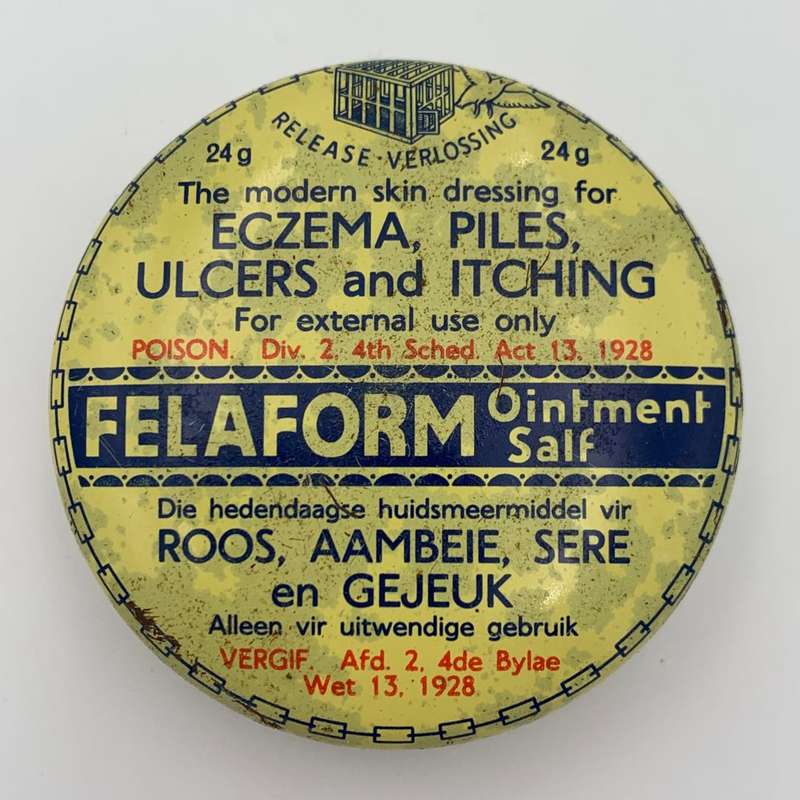 RELEASE · VERLOSSING
24g 24g
The modern skin dressing for
ECZEMA, PILES,
ULCERS and ITCHING
For external use only
POISON. Div. 2, 4th Sched. Act 13, 1928
FELAFORM Ointment
Salf
Die hedendaagse huidsmeermiddel vir
ROOS, AAMBEIE, SERE
en GEJEUK
Alleen vir uitwendige gebruik
VERGIF. Afd. 2, 4de Bylae
Wet 13, 1928